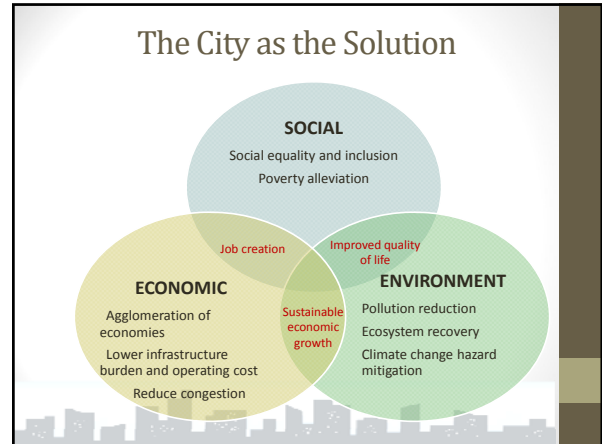 The City as the Solution
SOCIAL
Social equality and inclusion
Poverty alleviation
Job creation
Improved quality
of life
ECONOMIC
Agglomeration of
economies
Lower infrastructure
burden and operating cost
Reduce congestion
Sustainable
economic
growth
ENVIRONMENT
Pollution reduction
Ecosystem recovery
Climate change hazard
mitigation